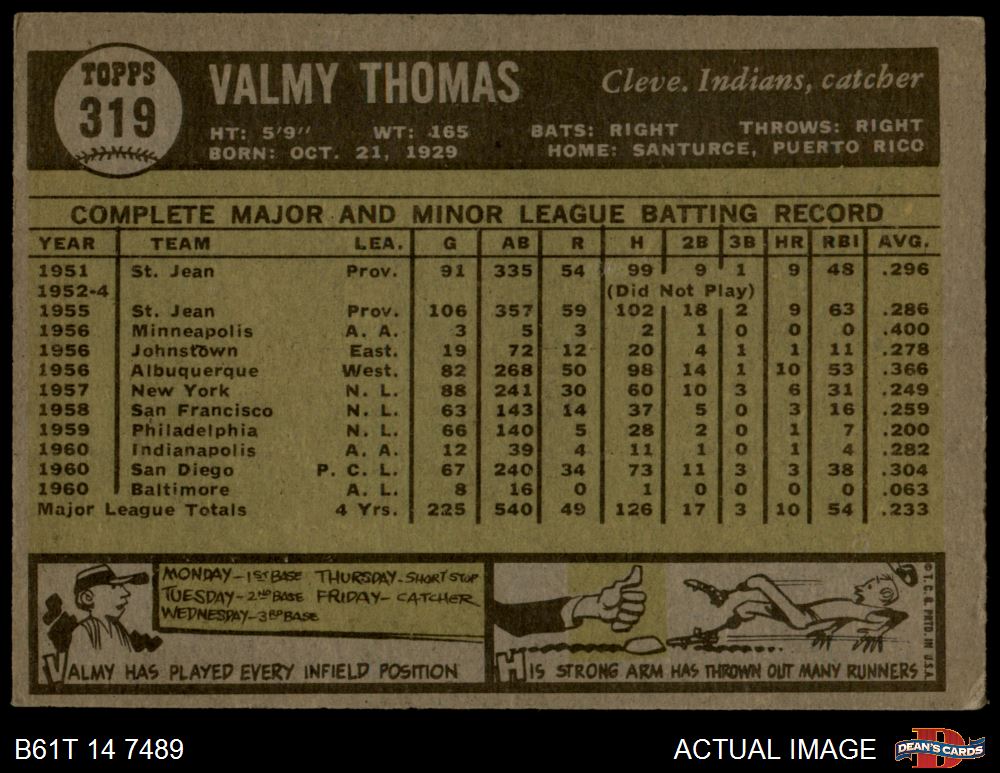 TOPPS
319
VALMY THOMAS
Cleve. Indians, catcher
HT: 5'9" WT: 165 BATS: RIGHT THROWS: RIGHT
BORN: OCT. 21, 1929 HOME: SANTURCE, PUERTO RICO
COMPLETE MAJOR AND MINOR LEAGUE BATTING RECORD
YEAR TEAM LEA. G AB R H 2B 3B HR RBI AVG.
1951 St. Jean Prov. 91 335 54 99 9 1 9 48 .296
1952-4 (Did Not Play)
1955 St. Jean Prov. 106 357 59 102 18 2 9 63 .286
1956 Minneapolis A. A. 3 5 3 2 1 0 0 0 .400
1956 Johnstown East. 19 72 12 20 4 1 1 11 .278
1956 Albuquerque West. 82 268 50 98 14 1 10 53 .366
1957 New York N. L. 88 241 30 60 10 3 6 31 .249
1958 San Francisco N. L. 63 143 14 37 5 0 3 16 .259
1959 Philadelphia N. L. 66 140 5 28 2 0 1 7 .200
1960 Indianapolis A. A. 12 39 4 11 1 0 1 4 .282
1960 San Diego P. C. L. 67 240 34 73 11 3 3 38 .304
1960 Baltimore A. L. 8 16 0 1 0 0 0 0 .063
Major League Totals 4 Yrs. 225 540 49 126 17 3 10 54 .233
MONDAY-1ST BASE THURSDAY-SHORT STOP
TUESDAY-2ND BASE FRIDAY-CATCHER
WEDNESDAY-3RD BASE
VALMY HAS PLAYED EVERY INFIELD POSITION
HIS STRONG ARM HAS THROWN OUT MANY RUNNERS
© T.C.G. PRTD. IN U.S.A.
B61T 14 7489
ACTUAL IMAGE
D
DEAN'S CARDS